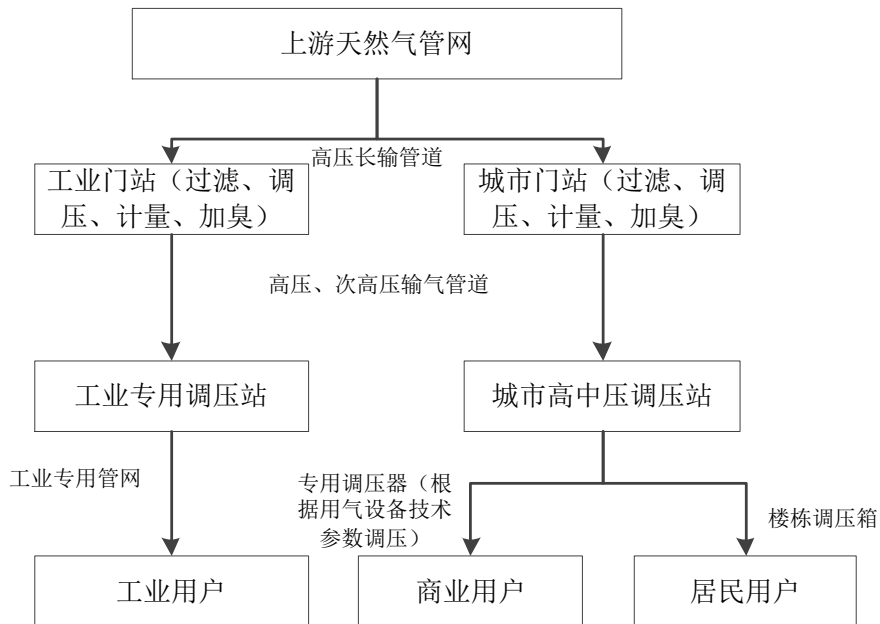 上游天然气管网
高压长输管道
工业门站（过滤、调
压、计量、加臭）
城市门站（过滤、调
压、计量、加臭）
高压、次高压输气管道
工业专用调压站
城市高中压调压站
工业专用管网
专用调压器（根
据用气设备技术
参数调压）
楼栋调压箱
工业用户
商业用户
居民用户